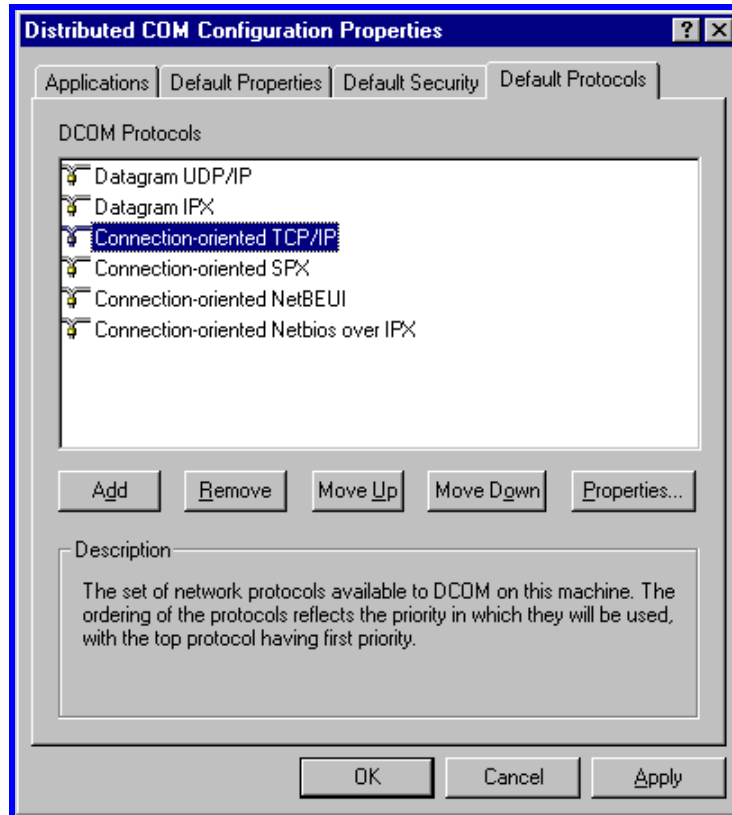 Distributed COM Configuration Properties
Applications Default Properties Default Security Default Protocols
DCOM Protocols
Datagram UDP/IP
Datagram IPX
Connection-oriented TCP/IP
Connection-oriented SPX
Connection-oriented NetBEUI
Connection-oriented Netbios over IPX
Add Remove Move Up Move Down Properties...
Description
The set of network protocols available to DCOM on this machine. The
ordering of the protocols reflects the priority in which they will be used,
with the top protocol having first priority.
OK Cancel Apply